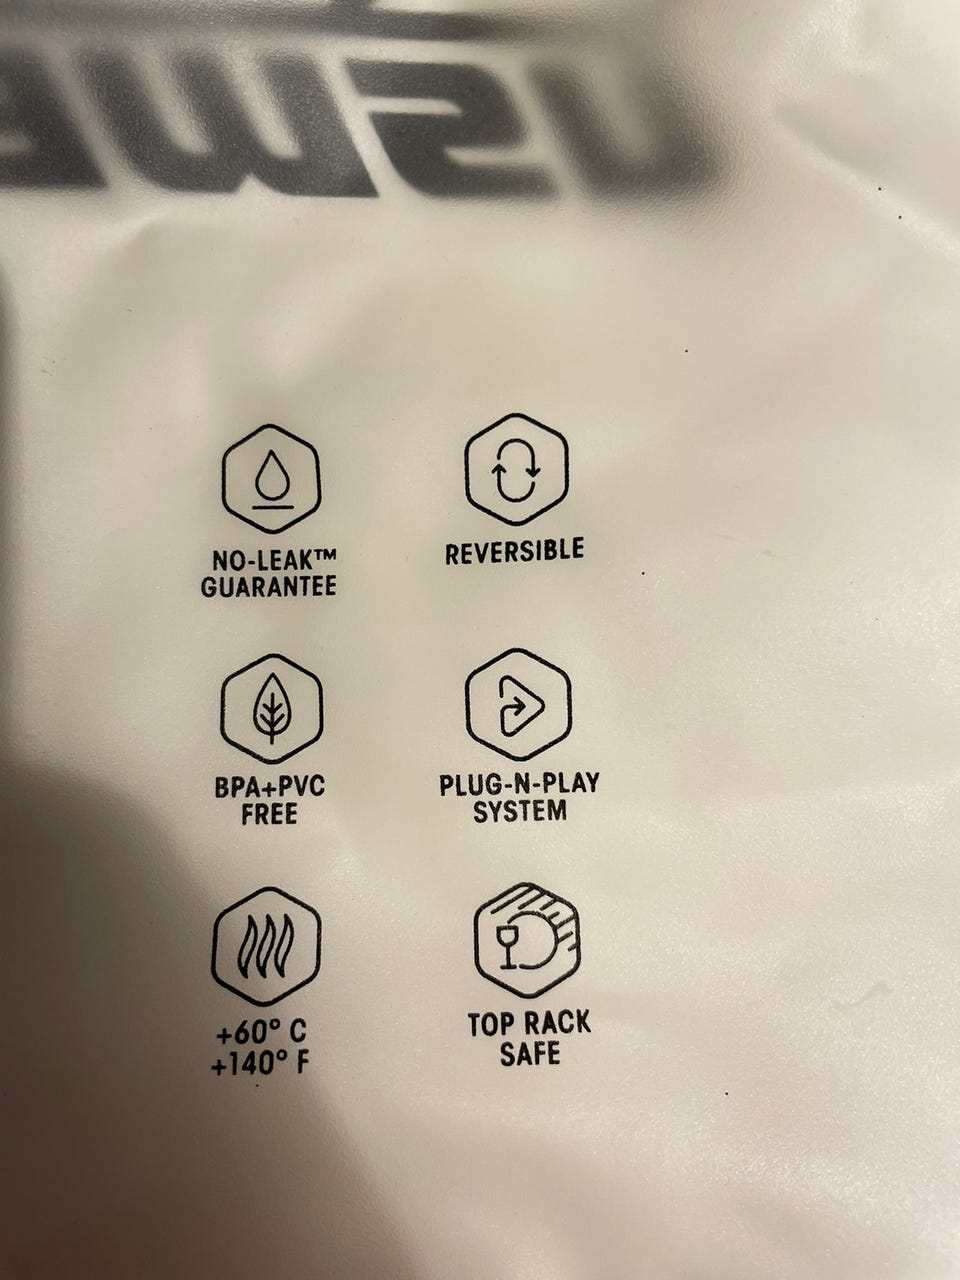 NO-LEAK™
GUARANTEE
REVERSIBLE
BPA+PVC
FREE
PLUG-N-PLAY
SYSTEM
+60° C
+140° F
TOP RACK
SAFE